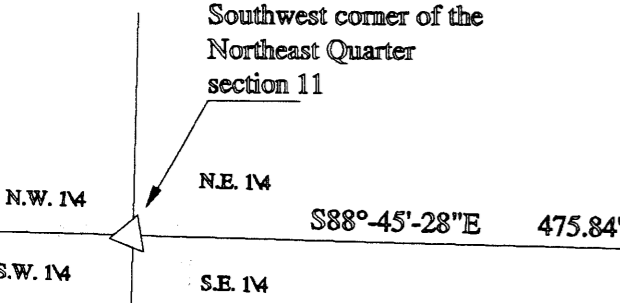 Southwest corner of the
Northeast Quarter
section 11
N.W. 1\4
N.E. 1\4
S88°-45'-28"E 475.84'
S.W. 1\4
S.E. 1\4